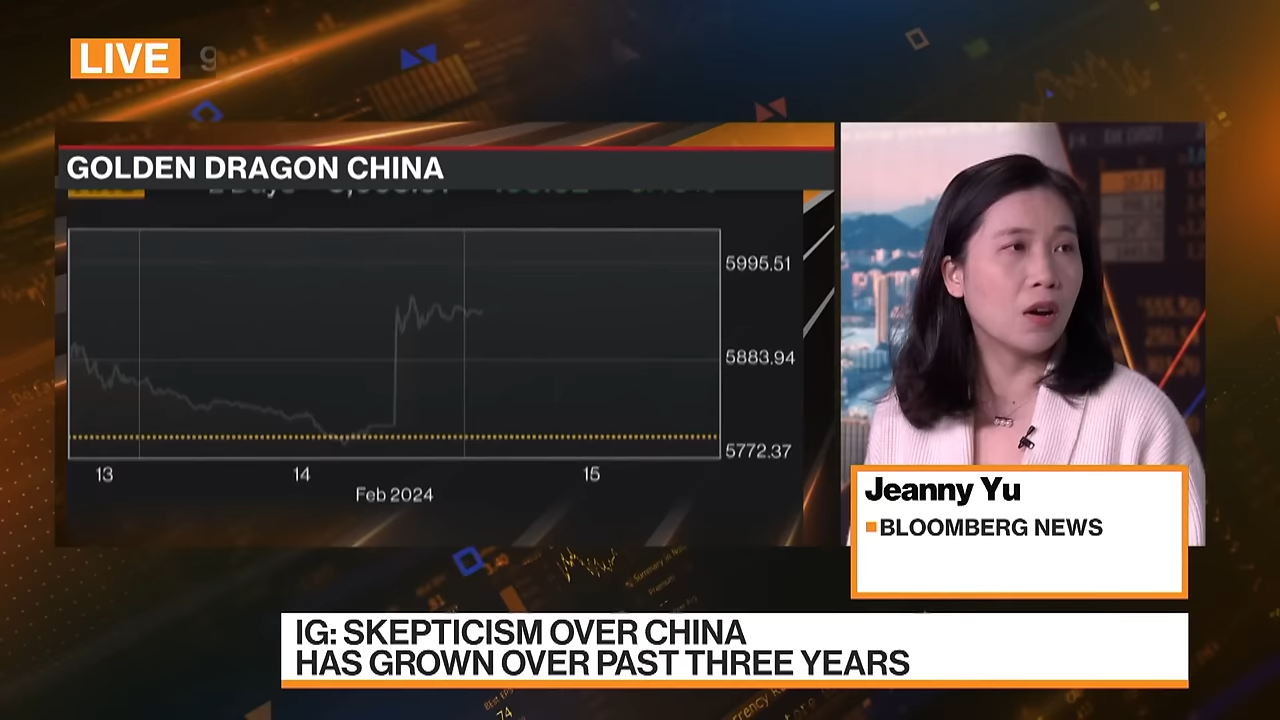 LIVE
GOLDEN DRAGON CHINA
5995.51
5883.94
5772.37
13
14
15
Feb 2024
Jeanny Yu
BLOOMBERG NEWS
IG: SKEPTICISM OVER CHINA
HAS GROWN OVER PAST THREE YEARS